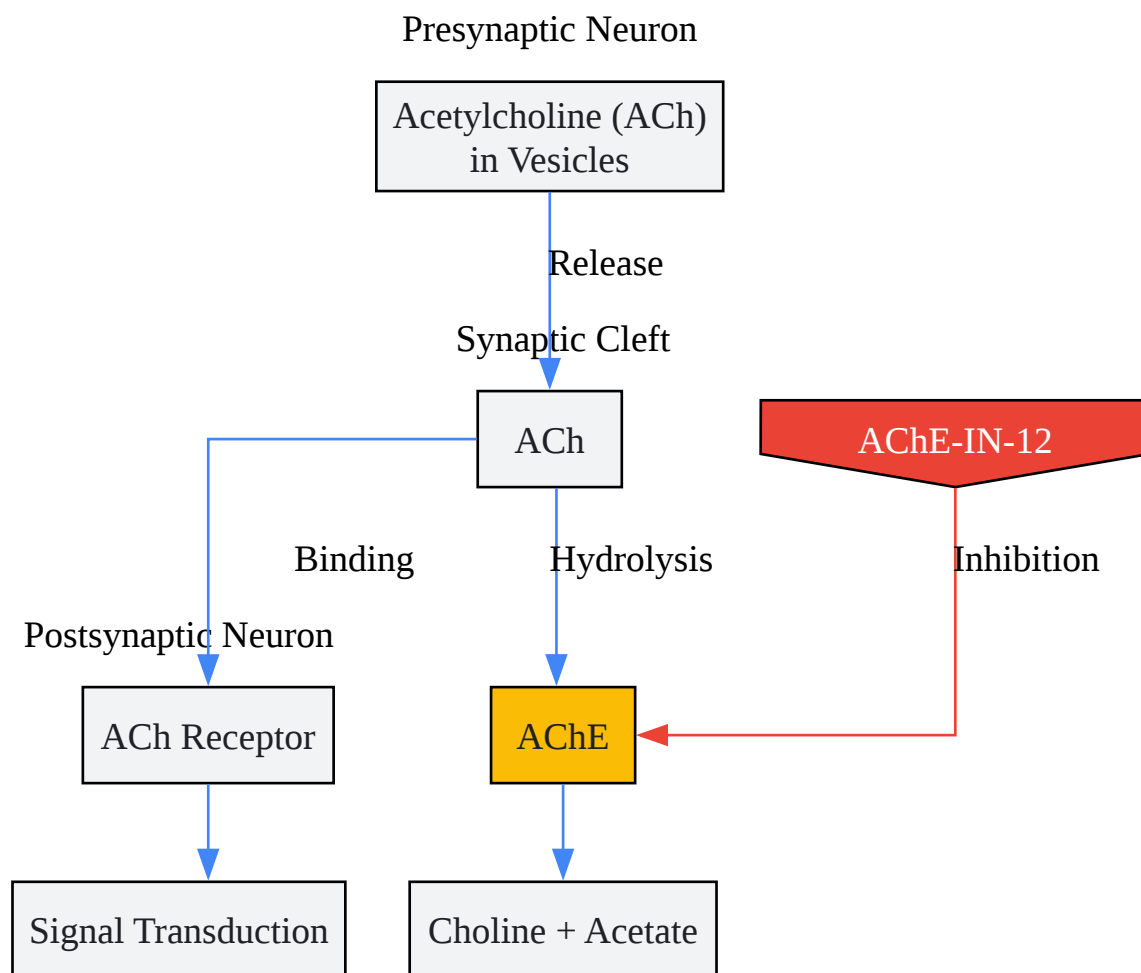 Presynaptic Neuron
Acetylcholine (ACh)
in Vesicles
Release
Synaptic Cleft
ACh
AChE-IN-12
Binding
Hydrolysis
Inhibition
Postsynaptic Neuron
ACh Receptor
AChE
Signal Transduction
Choline + Acetate